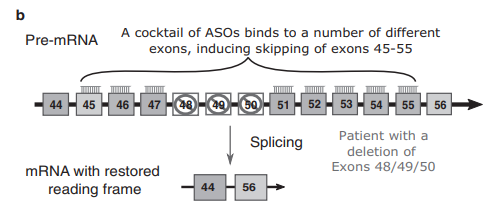 b
Pre-mRNA
A cocktail of ASOs binds to a number of different
exons, inducing skipping of exons 45-55
44 45 46 47 48 49 50 51 52 53 54 55 56
Splicing
Patient with a
deletion of
Exons 48/49/50
mRNA with restored
reading frame
44 56